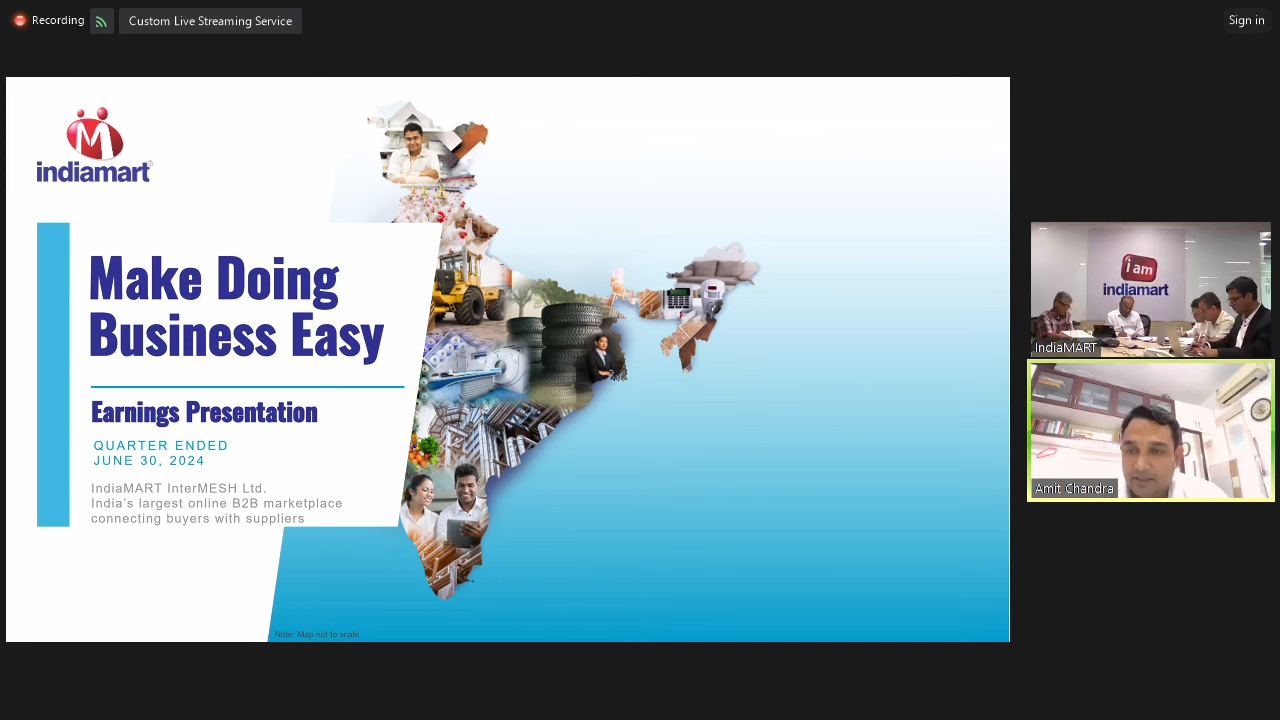 Recording
Custom Live Streaming Service
Sign in
M
indiamart
Make Doing
Business Easy
Earnings Presentation
QUARTER ENDED
JUNE 30, 2024
IndiaMART InterMESH Ltd.
India's largest online B2B marketplace
connecting buyers with suppliers
Note: Map not to scale
i am
indiamart
IndiaMART
Amit Chandra